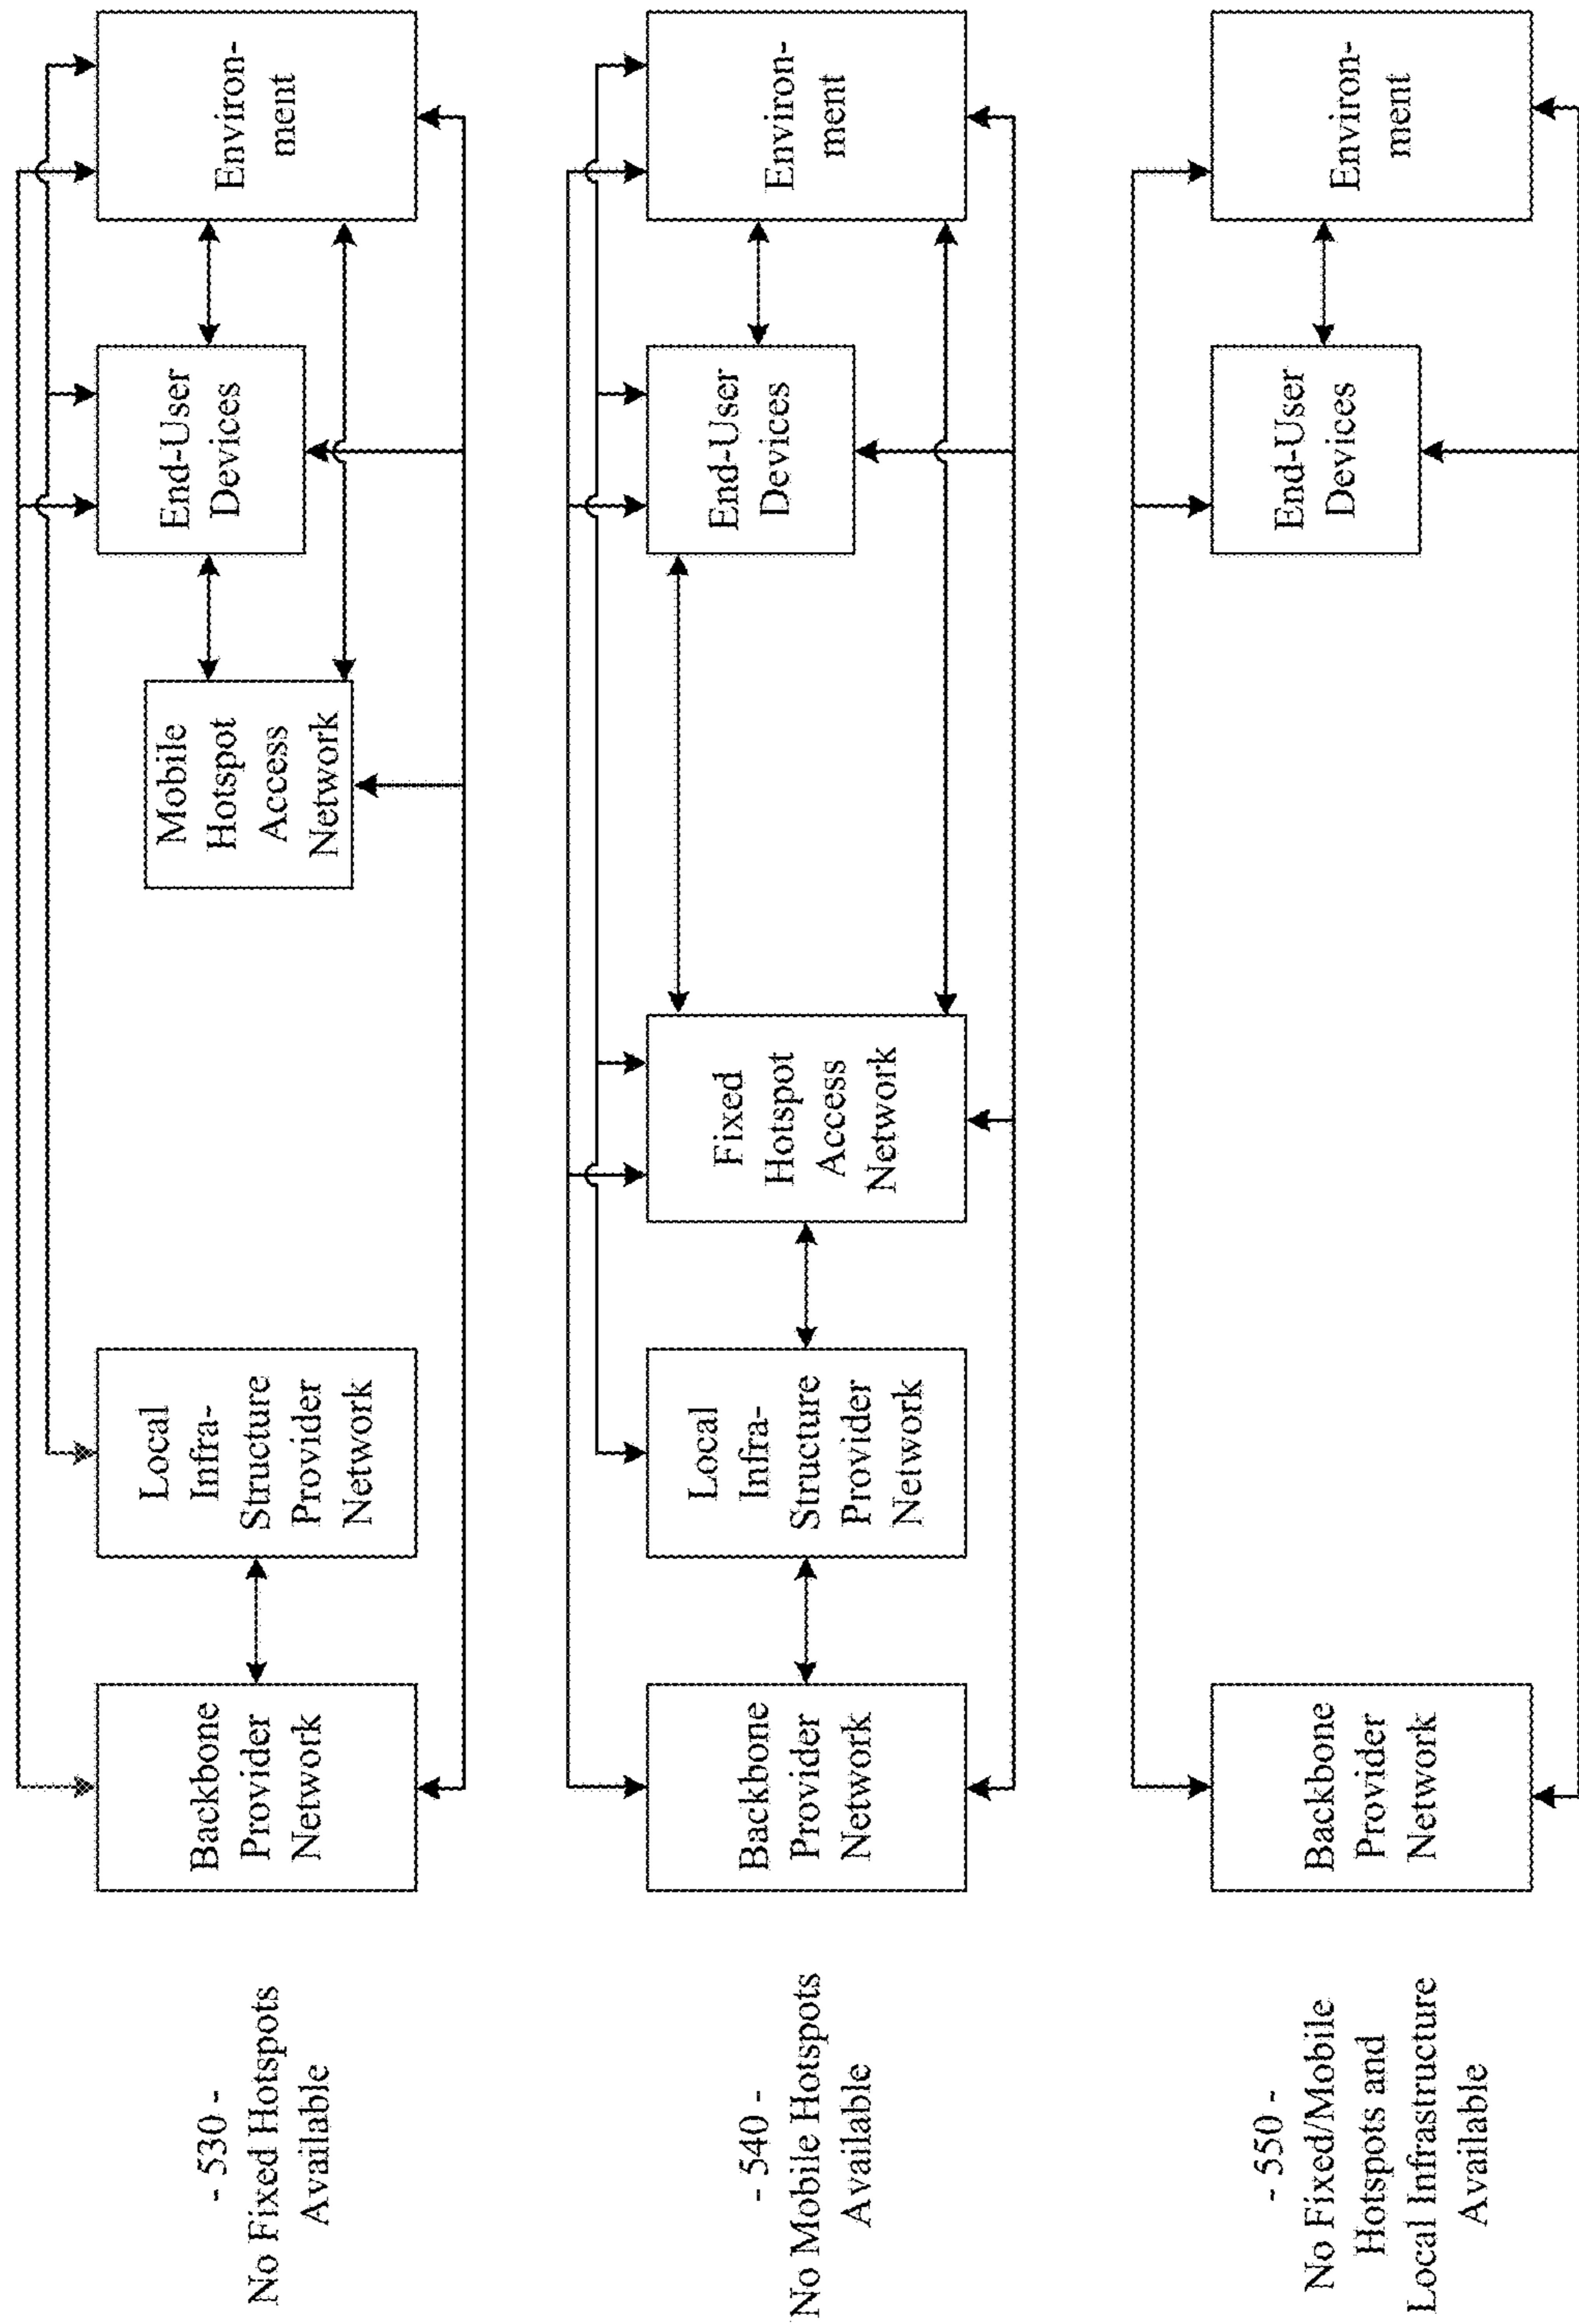 - 530 -
No Fixed Hotspots
Available
Backbone
Provider
Network
Local
Infra-
Structure
Provider
Network
Mobile
Hotspot
Access
Network
End-User
Devices
Environ-
ment
- 540 -
No Mobile Hotspots
Available
Backbone
Provider
Network
Local
Infra-
Structure
Provider
Network
Fixed
Hotspot
Access
Network
End-User
Devices
Environ-
ment
- 550 -
No Fixed/Mobile
Hotspots and
Local Infrastructure
Available
Backbone
Provider
Network
End-User
Devices
Environ-
ment